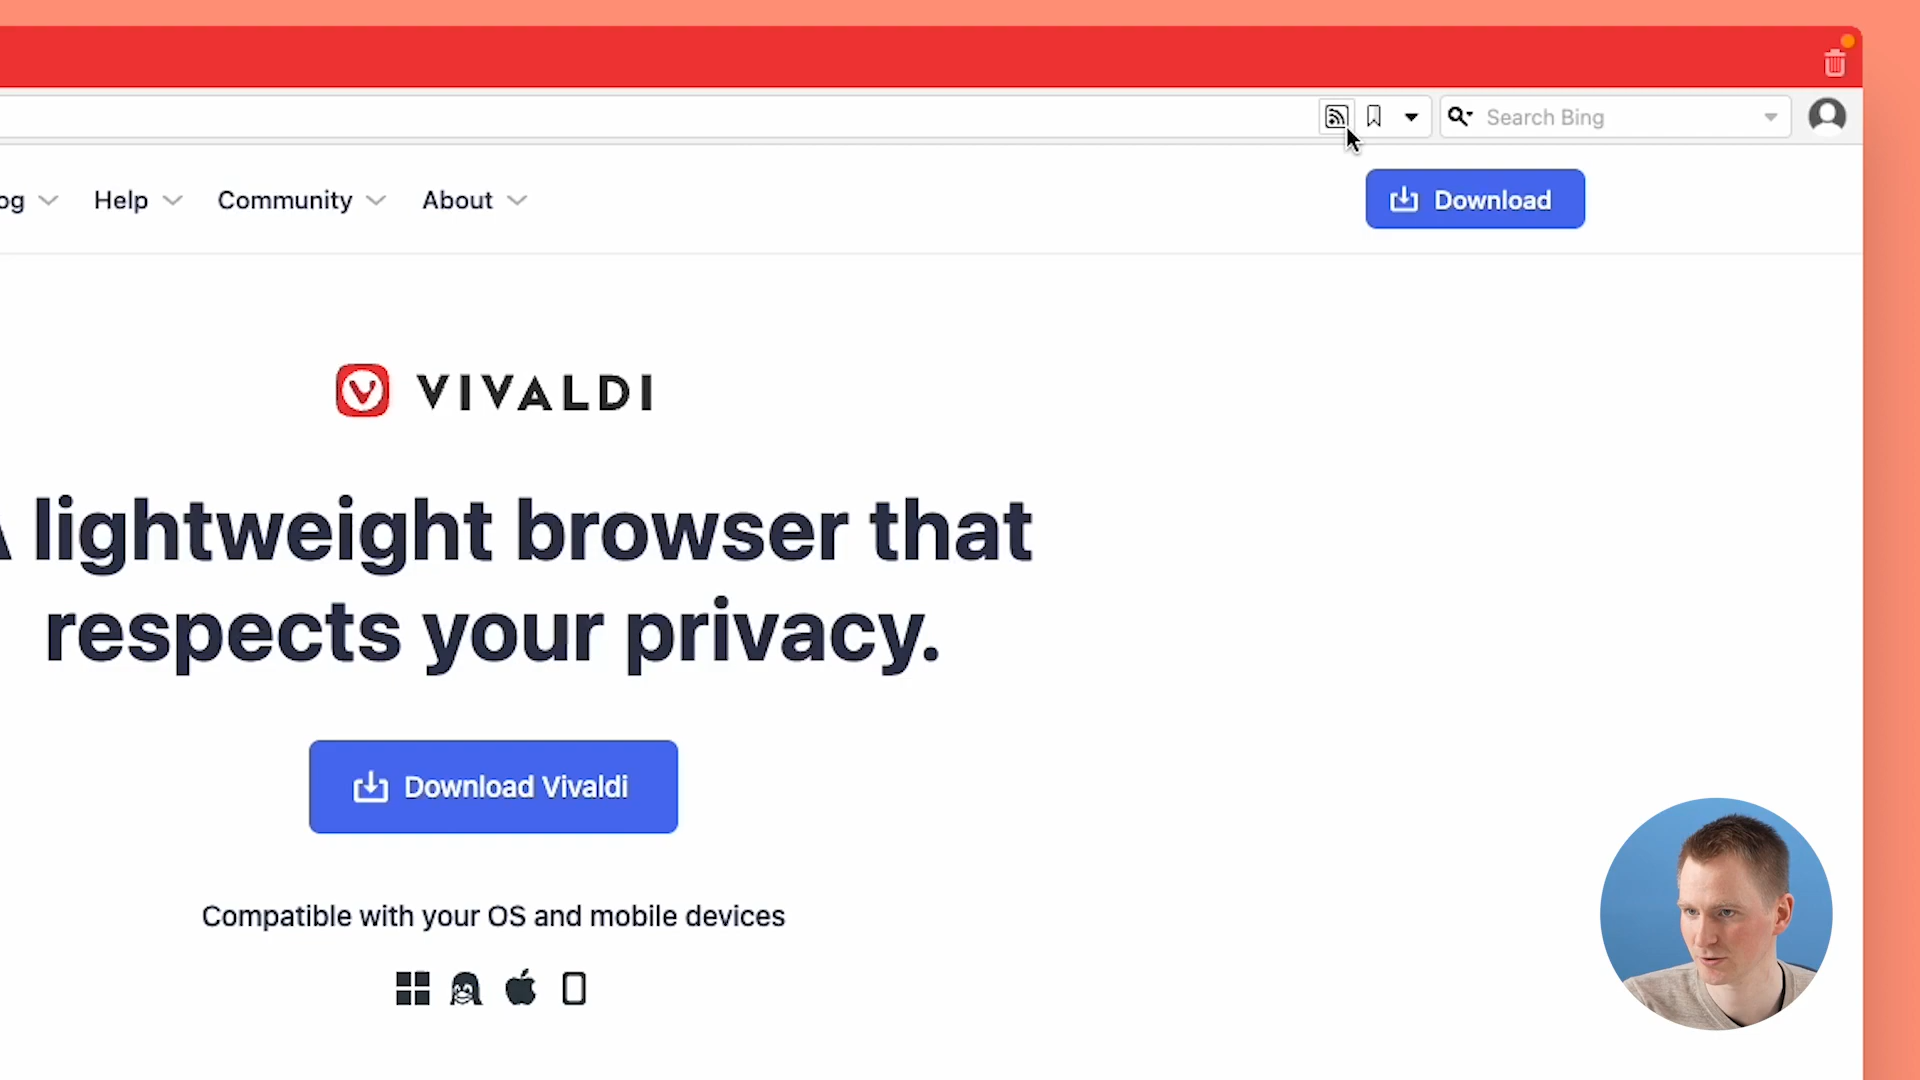 Search Bing
og Help Community About Download
VIVALDI
A lightweight browser that
respects your privacy.
Download Vivaldi
Compatible with your OS and mobile devices